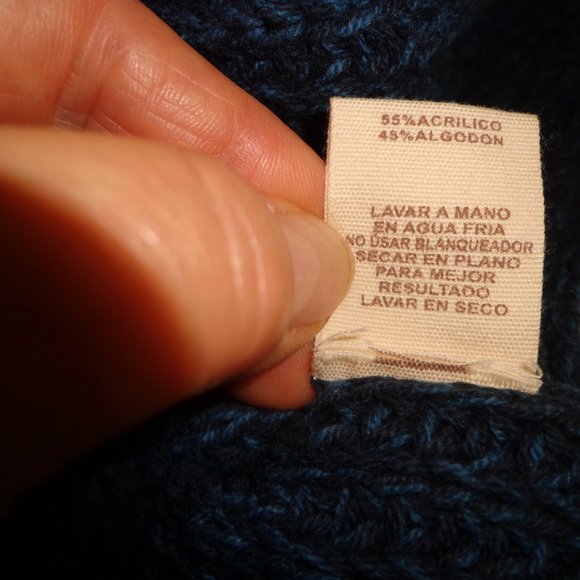 55%ACRILICO
45%ALGODON
LAVAR A MANO
EN AGUA FRIA
NO USAR BLANQUEADOR
SECAR EN PLANO
PARA MEJOR
RESULTADO
LAVAR EN SECO